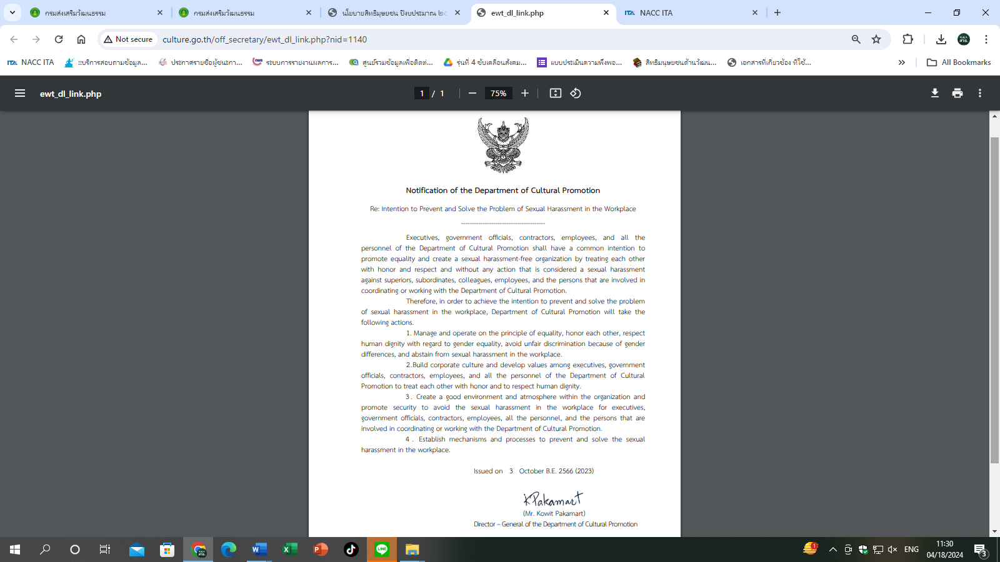 กรมส่งเสริมวัฒนธรรม
กรมส่งเสริมวัฒนธรรม
นโยบายสิทธิมนุษยชน ปีงบประมาณ ๒๕
ewt_dl_link.php
NACC ITA
Not secure
culture.go.th/off_secretary/ewt_dl_link.php?nid=1140
NACC ITA
::บริการสอบถามข้อมูล...
ประกาศรายชื่อผู้ชนะกา...
ระบบการรายงานผลการ...
ศูนย์รวมข้อมูลเพื่อติดต่...
รุ่นที่ 4 ขับเคลื่อนสังคม...
แบบประเมินความพึงพอ...
สิทธิมนุษยชนด้านวัฒน...
เอกสารที่เกี่ยวข้อง ที่ใช้...
All Bookmarks
ewt_dl_link.php
1 / 1
75%
Notification of the Department of Cultural Promotion
Re: Intention to Prevent and Solve the Problem of Sexual Harassment in the Workplace
---------------------------------------
Executives, government officials, contractors, employees, and all the
personnel of the Department of Cultural Promotion shall have a common intention to
promote equality and create a sexual harassment-free organization by treating each other
with honor and respect and without any action that is considered a sexual harassment
against superiors, subordinates, colleagues, employees, and the persons that are involved in
coordinating or working with the Department of Cultural Promotion.
Therefore, in order to achieve the intention to prevent and solve the problem
of sexual harassment in the workplace, Department of Cultural Promotion will take the
following actions.
1. Manage and operate on the principle of equality, honor each other, respect
human dignity with regard to gender equality, avoid unfair discrimination because of gender
differences, and abstain from sexual harassment in the workplace.
2.Build corporate culture and develop values among executives, government
officials, contractors, employees, and all the personnel of the Department of Cultural
Promotion to treat each other with honor and to respect human dignity.
3 . Create a good environment and atmosphere within the organization and
promote security to avoid the sexual harassment in the workplace for executives,
government officials, contractors, employees, all the personnel, and the persons that are
involved in coordinating or working with the Department of Cultural Promotion.
4 . Establish mechanisms and processes to prevent and solve the sexual
harassment in the workplace.
Issued on 3 October B.E. 2566 (2023)
KPakamart
(Mr. Kowit Pakamart)
Director – General of the Department of Cultural Promotion
ENG
11:30
04/18/2024
3